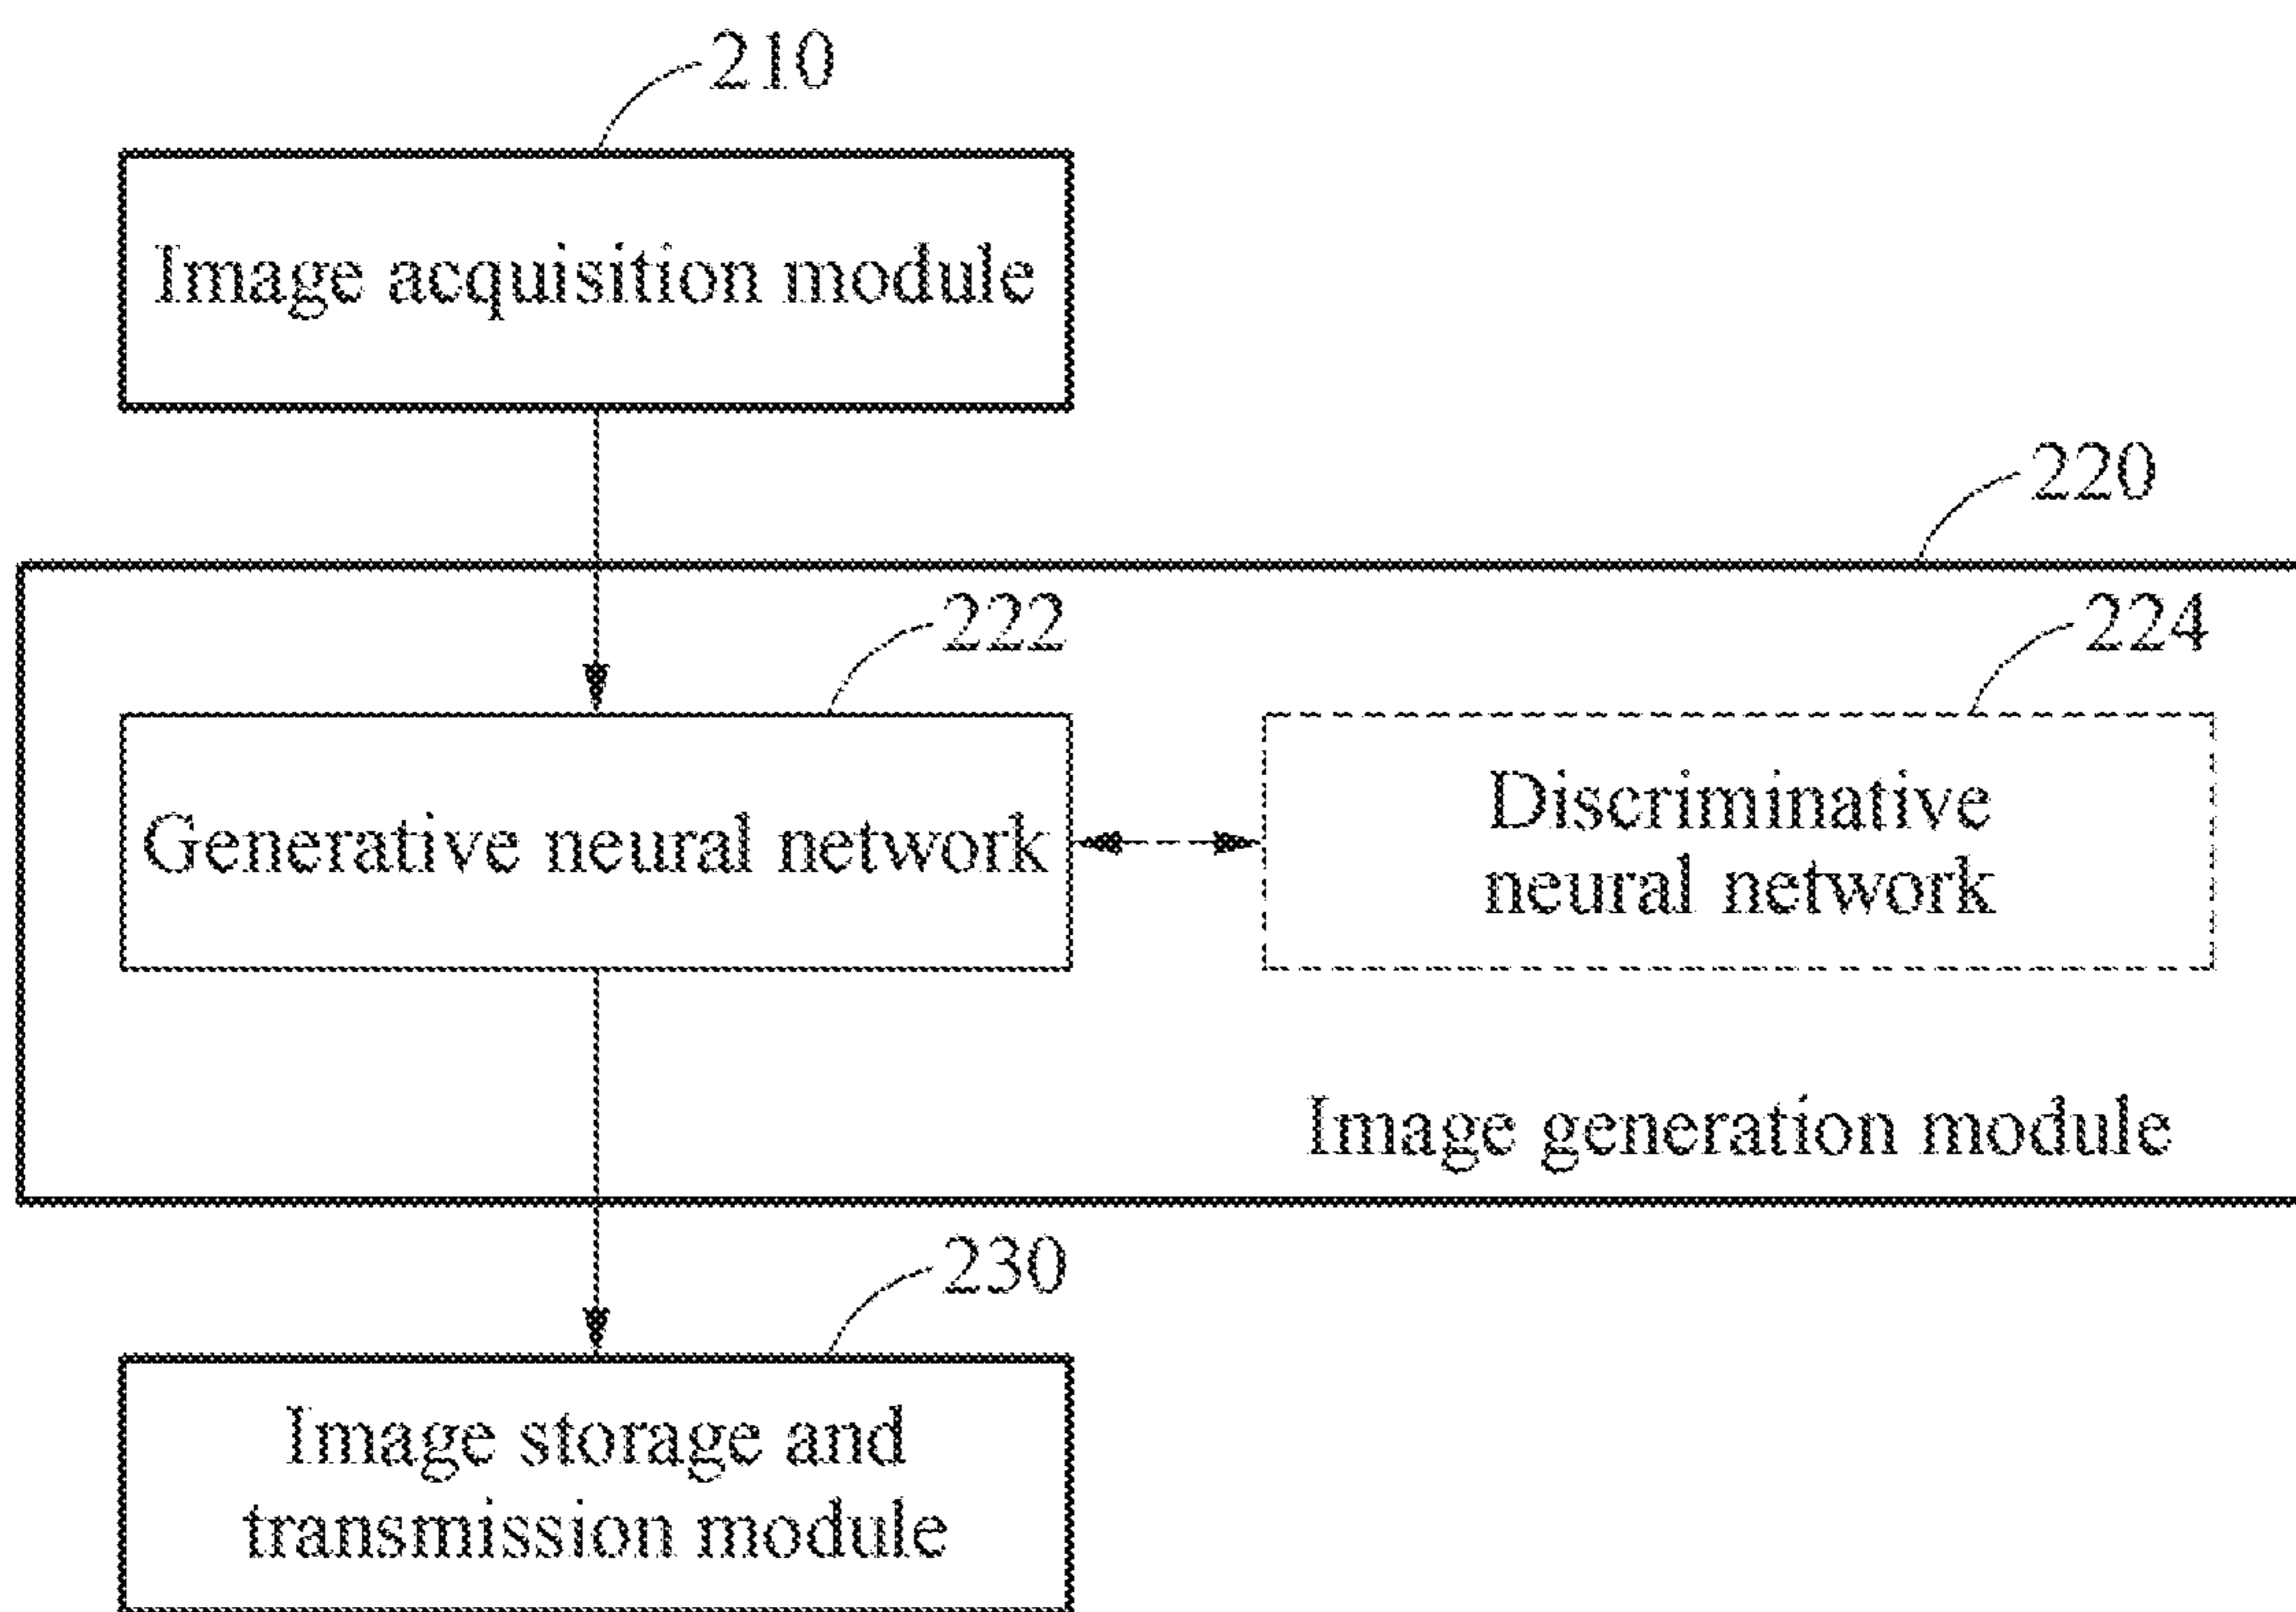 210
Image acquisition module
220
222
224
Generative neural network
Discriminative
neural network
Image generation module
230
Image storage and
transmission module